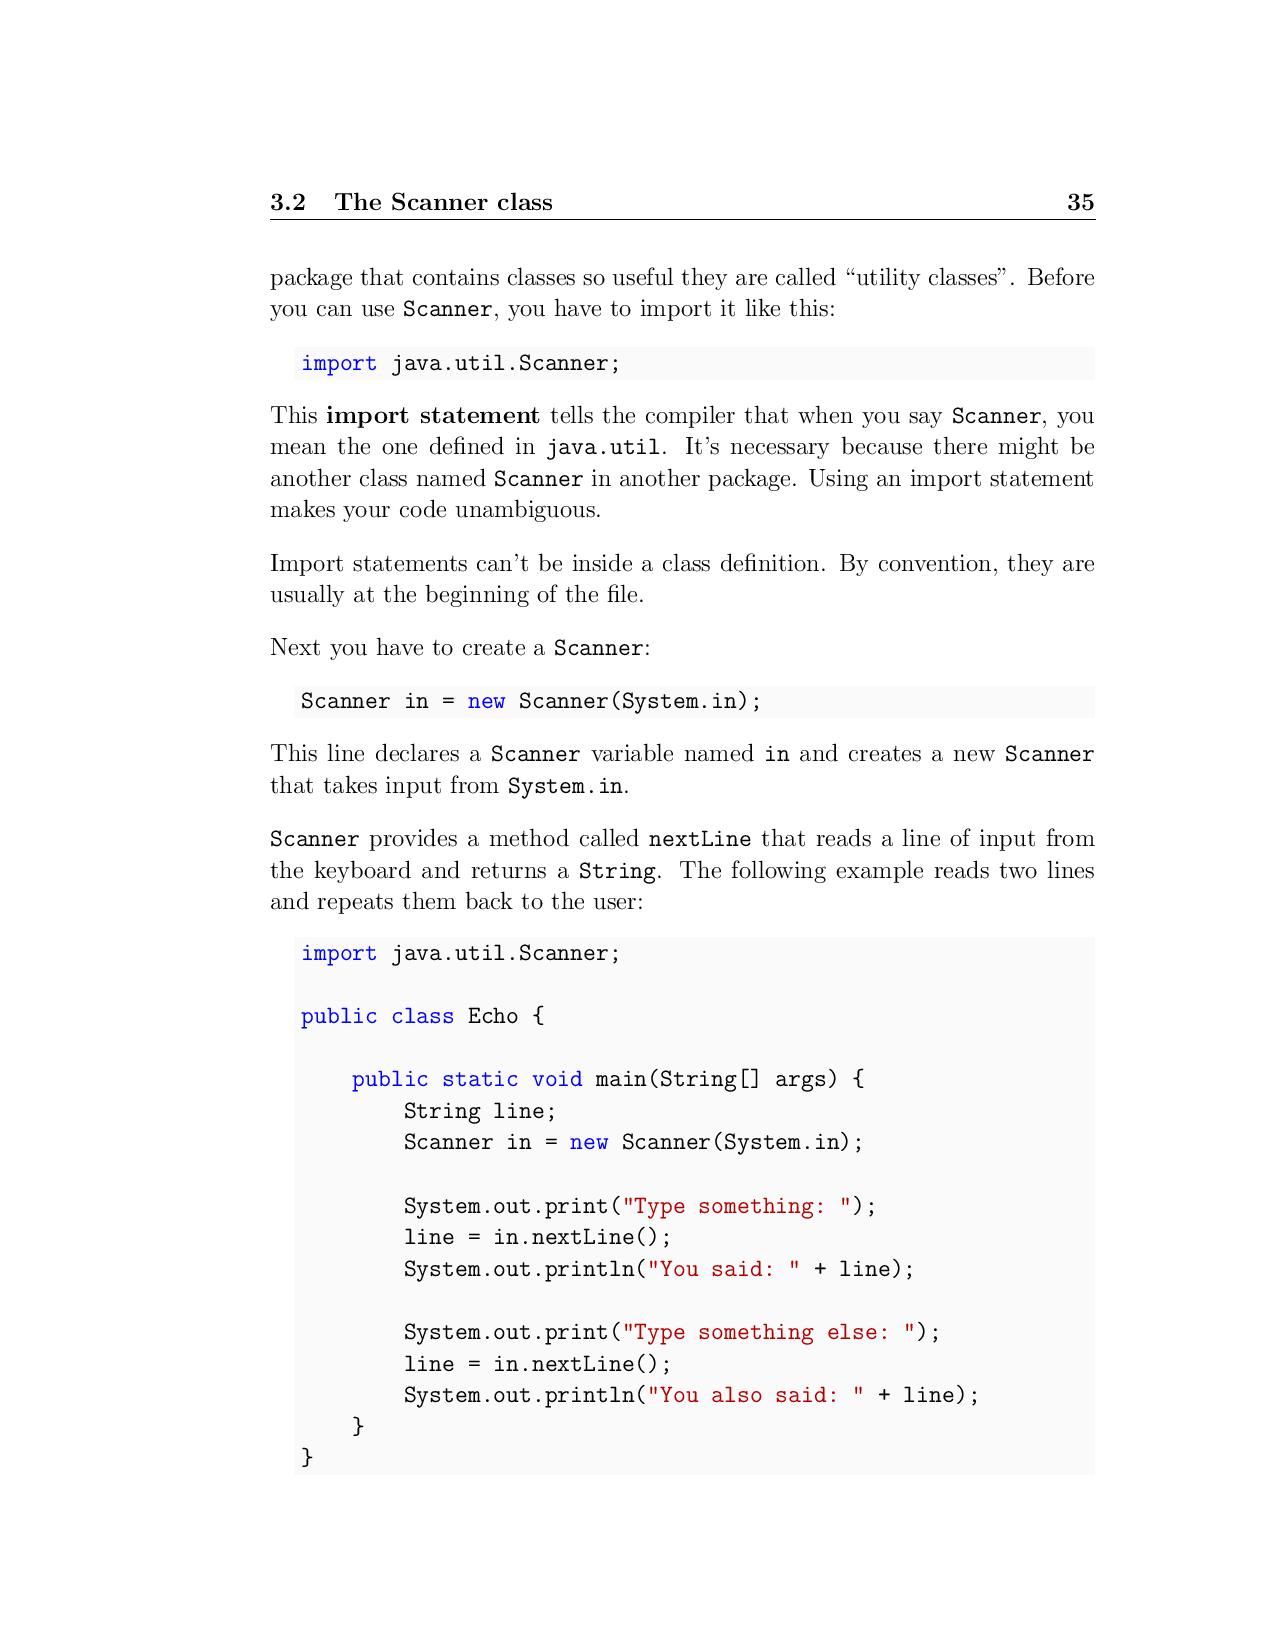 3.2 The Scanner class 35
package that contains classes so useful they are called “utility classes”. Before
you can use Scanner, you have to import it like this:
import java.util.Scanner;
This import statement tells the compiler that when you say Scanner, you
mean the one defined in java.util. It’s necessary because there might be
another class named Scanner in another package. Using an import statement
makes your code unambiguous.
Import statements can’t be inside a class definition. By convention, they are
usually at the beginning of the file.
Next you have to create a Scanner:
Scanner in = new Scanner(System.in);
This line declares a Scanner variable named in and creates a new Scanner
that takes input from System.in.
Scanner provides a method called nextLine that reads a line of input from
the keyboard and returns a String. The following example reads two lines
and repeats them back to the user:
import java.util.Scanner;
public class Echo {
public static void main(String[] args) {
String line;
Scanner in = new Scanner(System.in);
System.out.print("Type something: ");
line = in.nextLine();
System.out.println("You said: " + line);
System.out.print("Type something else: ");
line = in.nextLine();
System.out.println("You also said: " + line);
}
}